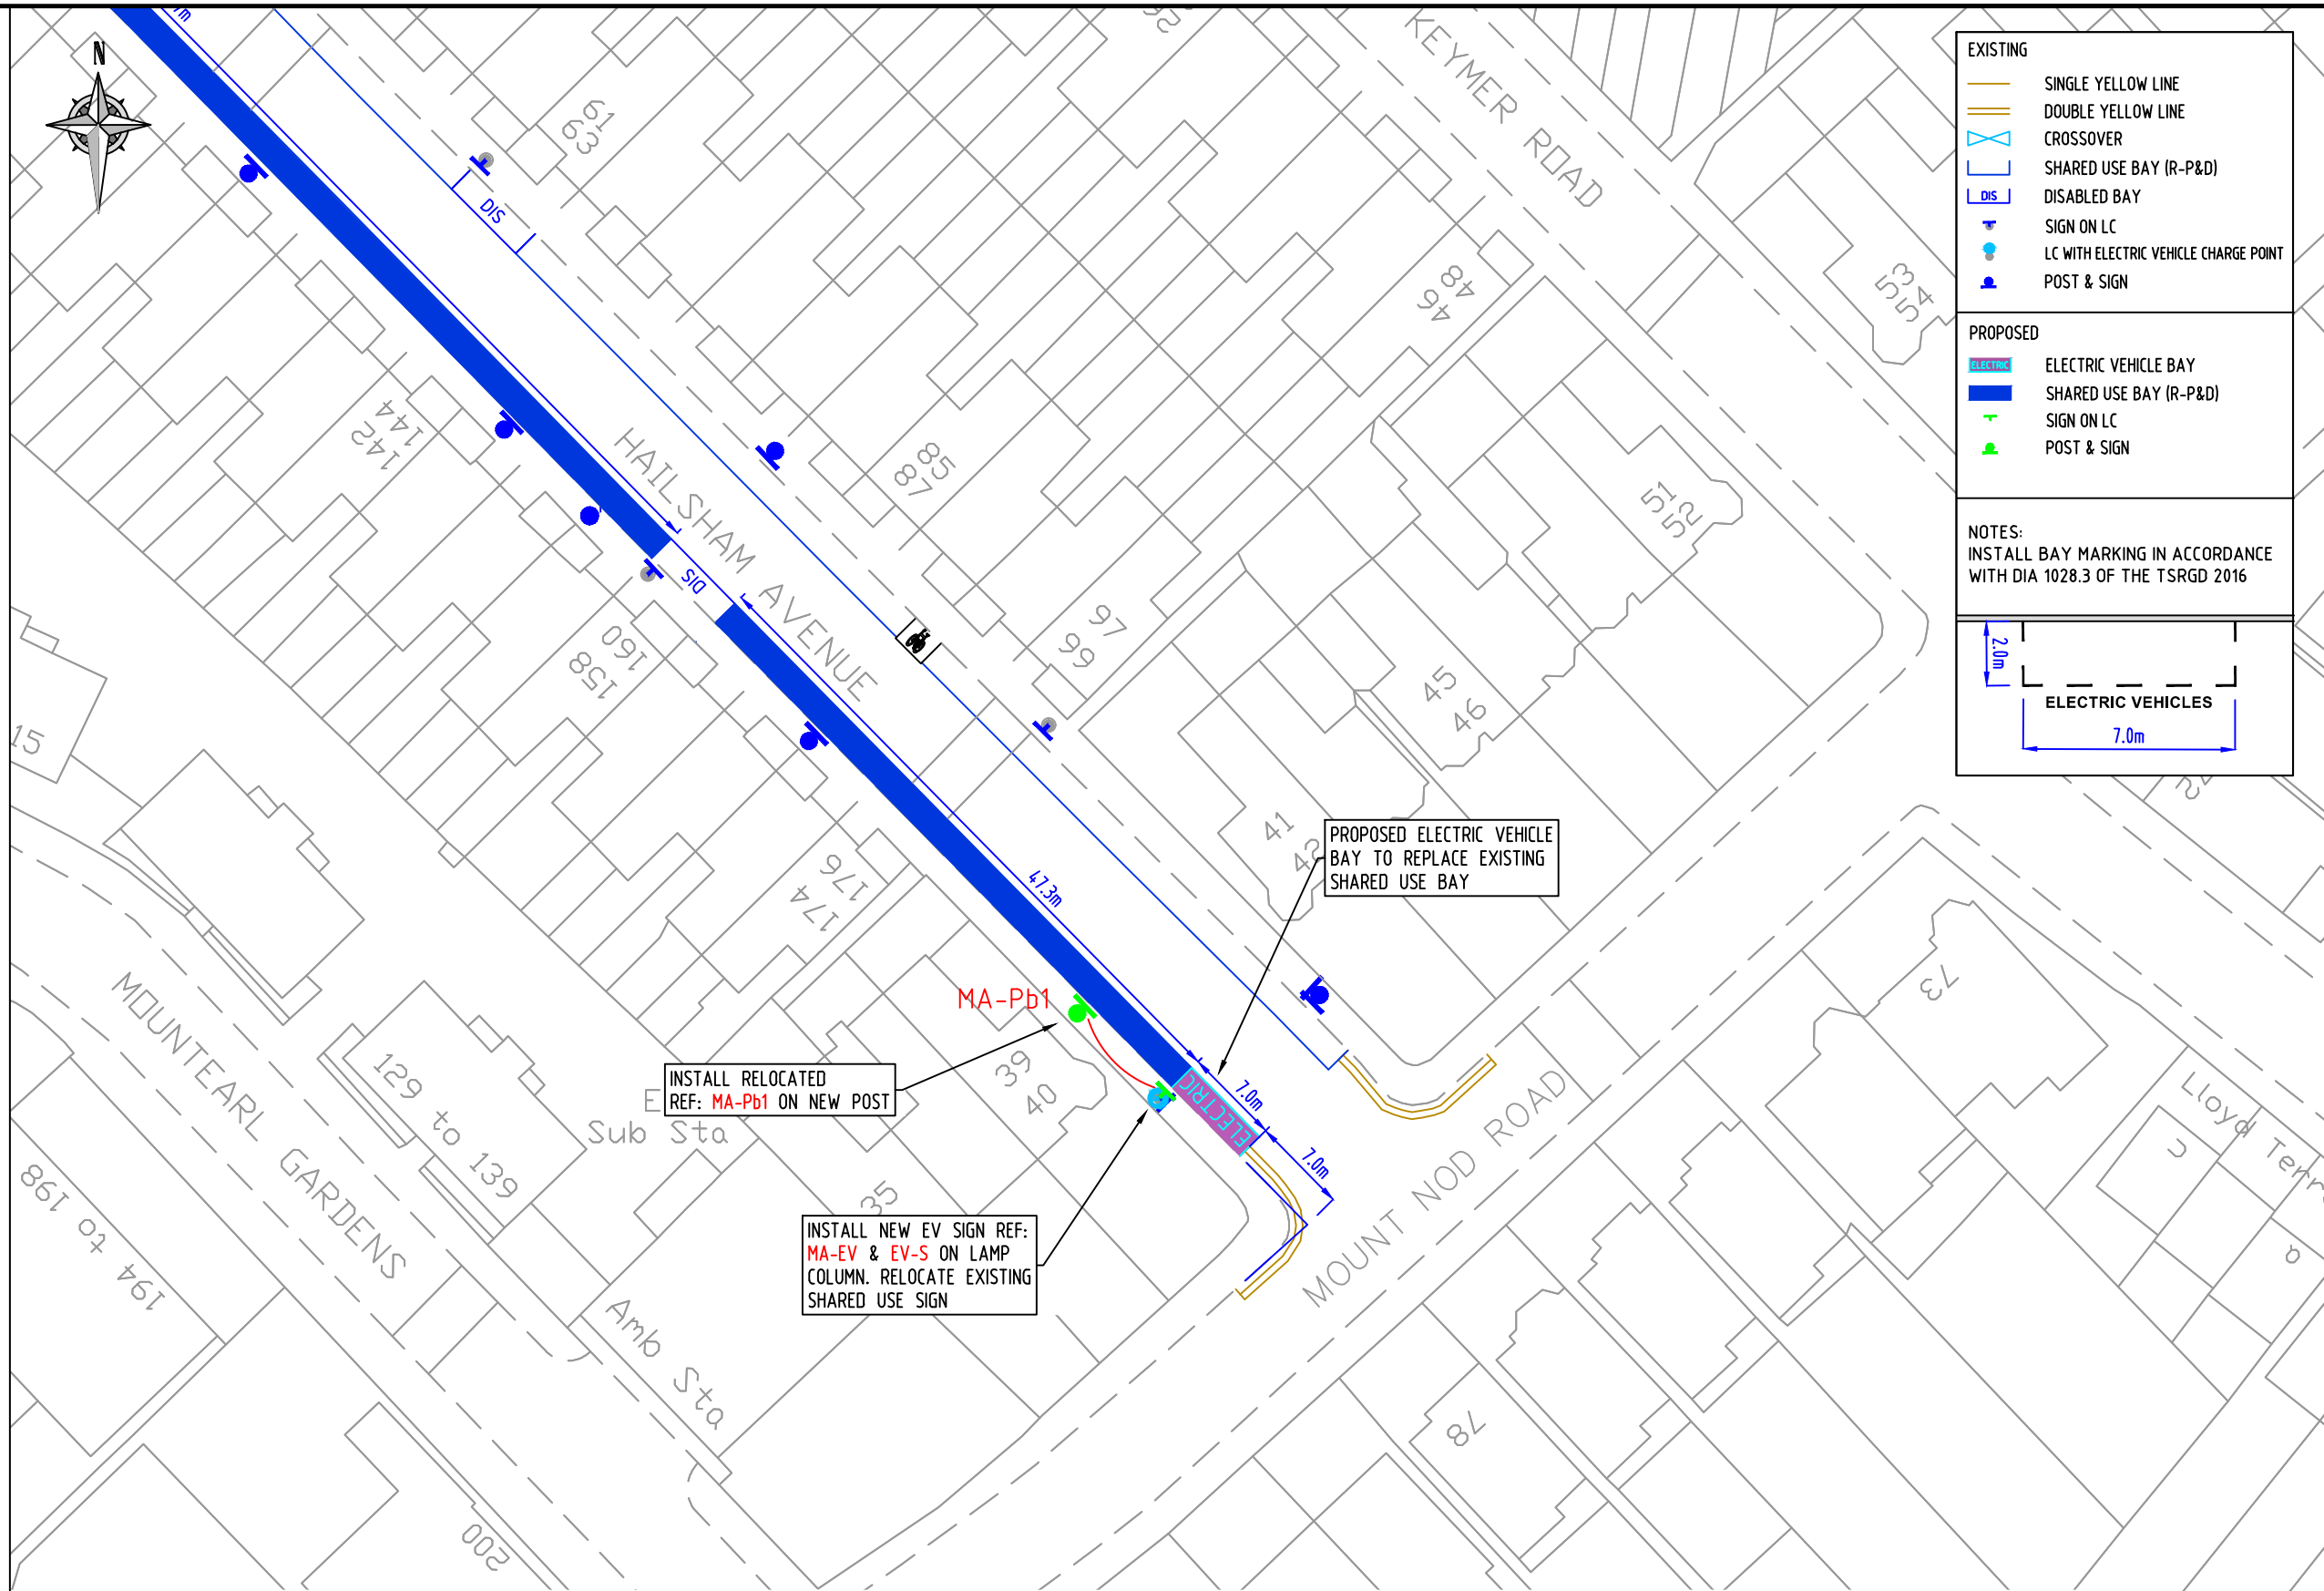 N
KEYMER ROAD
61
63
DIS
48
46
53
54
55
144
142
HAILSHAM AVENUE
85
87
51
52
55
DIS
160
158
97
99
45
46
15
41
42
176
174
47.3m
PROPOSED ELECTRIC VEHICLE
BAY TO REPLACE EXISTING
SHARED USE BAY
73
MOUNTEARL GARDENS
MA-Pb1
39
40
INSTALL RELOCATED
REF: MA-Pb1 ON NEW POST
E
Sub Sta
129 to 139
ELECTRIC
7.0m
7.0m
MOUNT NOD ROAD
35
194 to 198
INSTALL NEW EV SIGN REF:
MA-EV & EV-S ON LAMP
COLUMN. RELOCATE EXISTING
SHARED USE SIGN
Amb Sta
78
200
EXISTING
SINGLE YELLOW LINE
DOUBLE YELLOW LINE
CROSSOVER
SHARED USE BAY (R-P&D)
DIS DISABLED BAY
SIGN ON LC
LC WITH ELECTRIC VEHICLE CHARGE POINT
POST & SIGN
PROPOSED
ELECTRIC ELECTRIC VEHICLE BAY
SHARED USE BAY (R-P&D)
SIGN ON LC
POST & SIGN
NOTES:
INSTALL BAY MARKING IN ACCORDANCE
WITH DIA 1028.3 OF THE TSRGD 2016
2.0m
ELECTRIC VEHICLES
7.0m
Lloyd